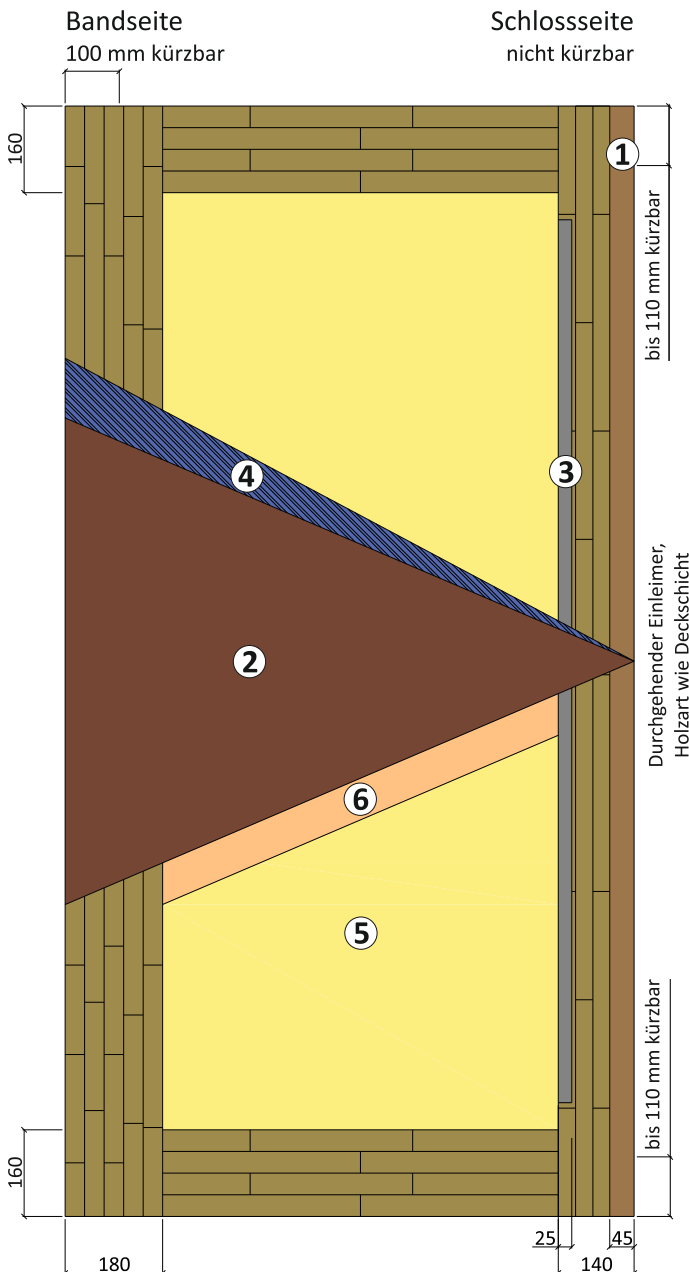 Bandseite
100 mm kürzbar
Schlossseite
nicht kürzbar
160
1
bis 110 mm kürzbar
4
3
Durchgehender Einleimer,
Holzart wie Deckschicht
2
6
5
bis 110 mm kürzbar
160
25
45
180
140